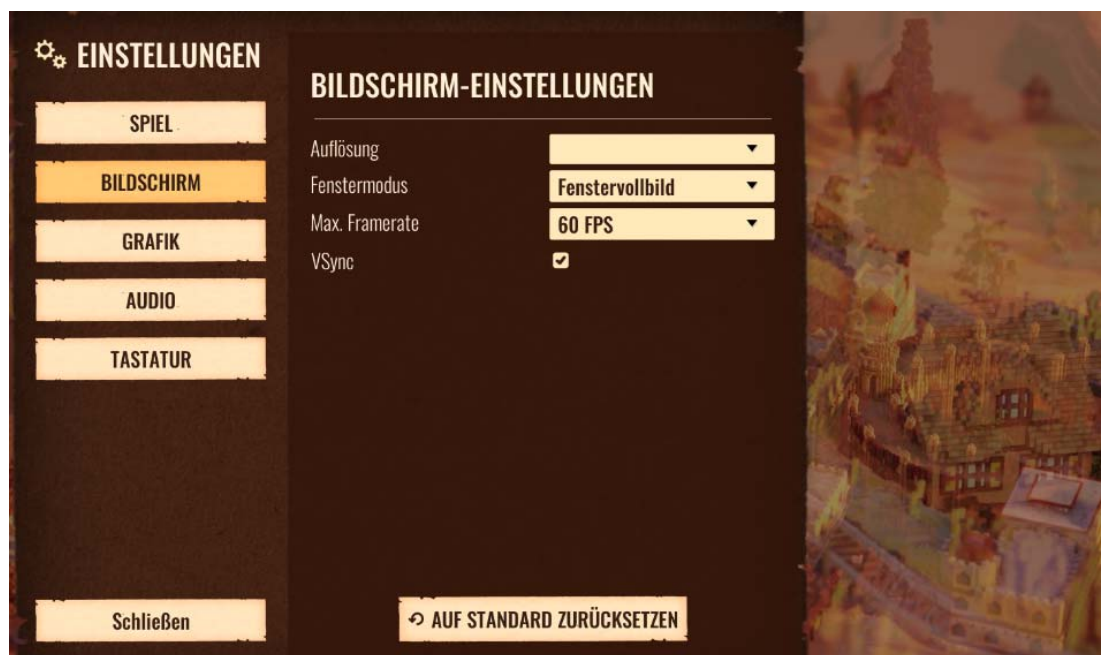 EINSTELLUNGEN
SPIEL
BILDSCHIRM
GRAFIK
AUDIO
TASTATUR
Schließen
BILDSCHIRM-EINSTELLUNGEN
Auflösung
Fenstermodus Fenstervollbild
Max. Framerate 60 FPS
VSync
AUF STANDARD ZURÜCKSETZEN